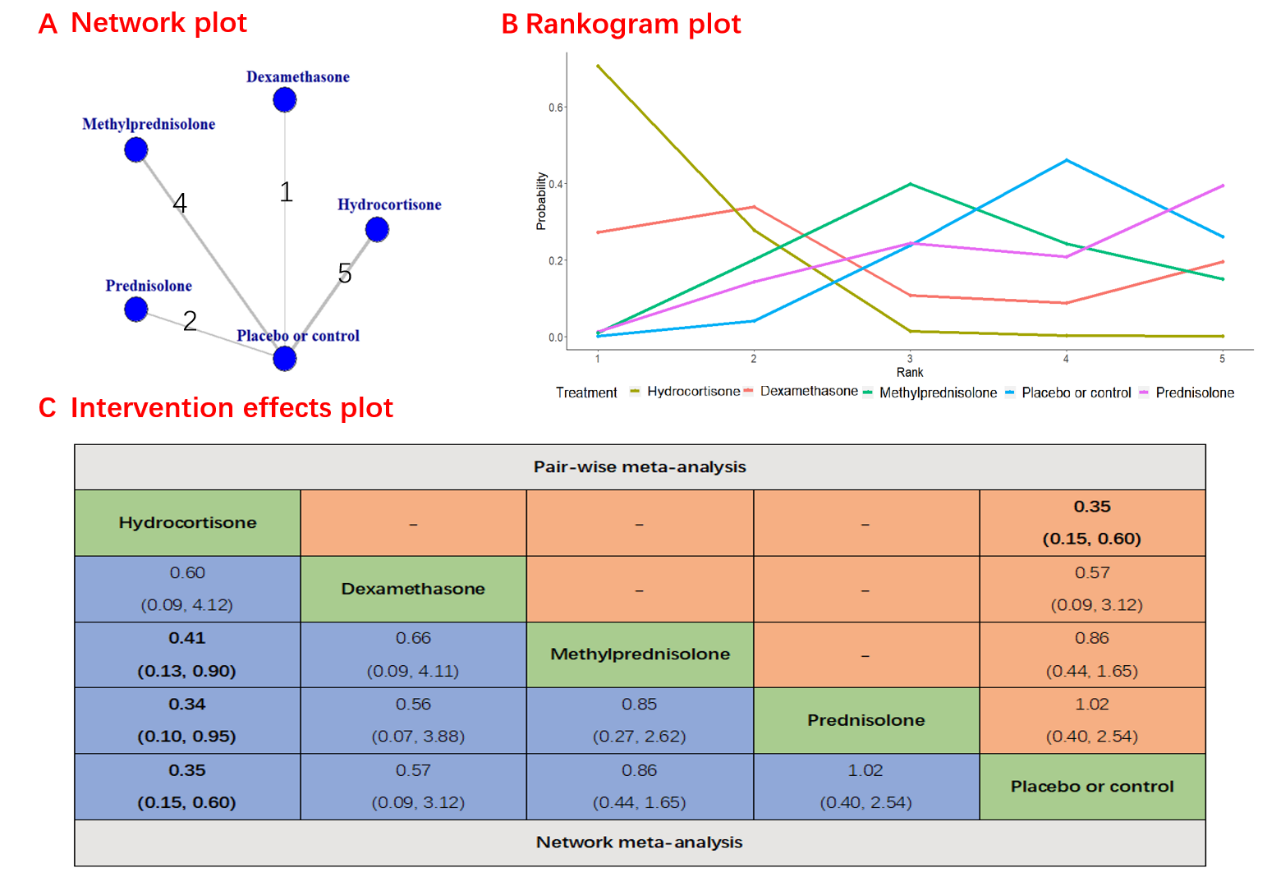 A Network plot
Dexamethasone
Methylprednisolone
4
1
Hydrocortisone
5
Prednisolone
2
Placebo or control
B Rankogram plot
Probability
0.6
0.4
0.2
0.0
1 2 3 4 5
Rank
Treatment Hydrocortisone Dexamethasone Methylprednisolone Placebo or control Prednisolone
C Intervention effects plot
Pair-wise meta-analysis
Hydrocortisone – – – 0.35
(0.15, 0.60)
0.60 Dexamethasone – – 0.57
(0.09, 4.12) (0.09, 3.12)
0.41 0.66 Methylprednisolone – 0.86
(0.13, 0.90) (0.09, 4.11) (0.44, 1.65)
0.34 0.56 0.85 Prednisolone 1.02
(0.10, 0.95) (0.07, 3.88) (0.27, 2.62) (0.40, 2.54)
0.35 0.57 0.86 1.02 Placebo or control
(0.15, 0.60) (0.09, 3.12) (0.44, 1.65) (0.40, 2.54)
Network meta-analysis